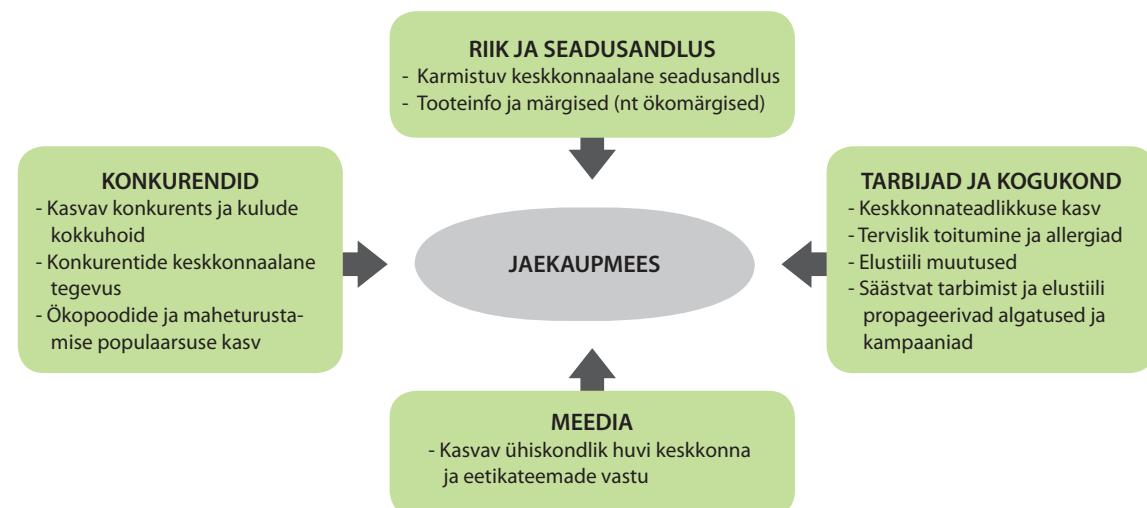 RIIK JA SEADUSANDLUS
- Karmistuv keskkonnaalane seadusandlus
- Tooteinfo ja märgised (nt ökomärgised)
KONKURENDID
- Kasvav konkurents ja kulude
kokkuhoid
- Konkurentide keskkonnaalane
tegevus
- Ökopoodide ja maheturusta-
mise populaarsuse kasv
JAEKAUPMEES
TARBIJAD JA KOGUKOND
- Keskkonnateadlikkuse kasv
- Tervislik toitumine ja allergiad
- Elustiili muutused
- Säästvat tarbimist ja elustiili
propageerivad algatused ja
kampaaniad
MEEDIA
- Kasvav ühiskondlik huvi keskkonna
ja eetikateemade vastu